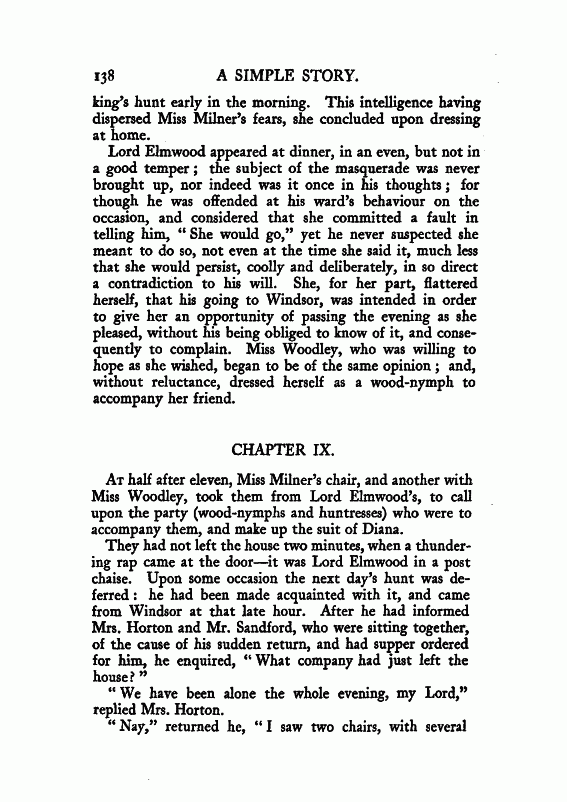 138 A SIMPLE STORY.
king's hunt early in the morning. This intelligence having
dispersed Miss Milner's fears, she concluded upon dressing
at home.
Lord Elmwood appeared at dinner, in an even, but not in
a good temper; the subject of the masquerade was never
brought up, nor indeed was it once in his thoughts; for
though he was offended at his ward's behaviour on the
occasion, and considered that she committed a fault in
telling him, "She would go," yet he never suspected she
meant to do so, not even at the time she said it, much less
that she would persist, coolly and deliberately, in so direct
a contradiction to his will. She, for her part, flattered
herself, that his going to Windsor, was intended in order
to give her an opportunity of passing the evening as she
pleased, without his being obliged to know of it, and conse-
quently to complain. Miss Woodley, who was willing to
hope as she wished, began to be of the same opinion; and,
without reluctance, dressed herself as a wood-nymph to
accompany her friend.
CHAPTER IX.
AT half after eleven, Miss Milner's chair, and another with
Miss Woodley, took them from Lord Elmwood's, to call
upon the party (wood-nymphs and huntresses) who were to
accompany them, and make up the suit of Diana.
They had not left the house two minutes, when a thunder-
ing rap came at the door—it was Lord Elmwood in a post
chaise. Upon some occasion the next day's hunt was de-
ferred: he had been made acquainted with it, and came
from Windsor at that late hour. After he had informed
Mrs. Horton and Mr. Sandford, who were sitting together,
of the cause of his sudden return, and had supper ordered
for him, he enquired, "What company had just left the
house?"
"We have been alone the whole evening, my Lord,"
replied Mrs. Horton.
"Nay," returned he, "I saw two chairs, with several